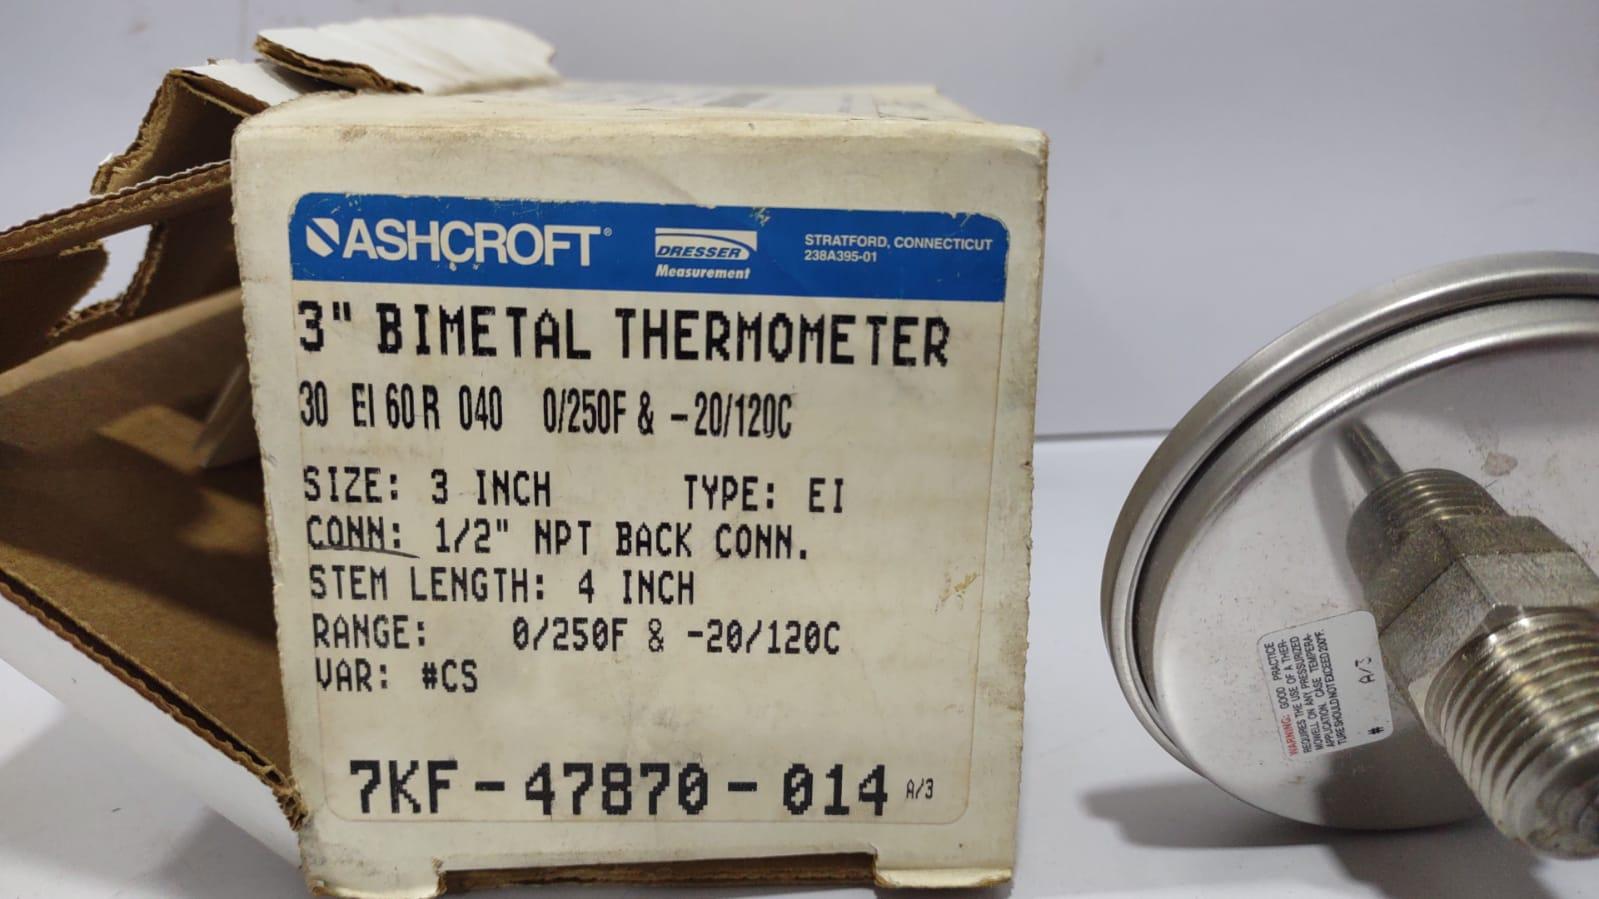 ASHCROFT®
DRESSER
Measurement
STRATFORD, CONNECTICUT
238A395-01
3" BIMETAL THERMOMETER
30 EI 60 R 040 0/250F & -20/120C
SIZE: 3 INCH TYPE: EI
CONN: 1/2" NPT BACK CONN.
STEM LENGTH: 4 INCH
RANGE: 0/250F & -20/120C
VAR: #CS
7KF-47870-014 A/3
WARNING: GOOD PRACTICE
REQUIRES THE USE OF A THER-
MOWELL ON ANY PRESSURIZED
APPLICATION. CASE TEMPERA-
TURE SHOULD NOT EXCEED 200°F.
# A/3